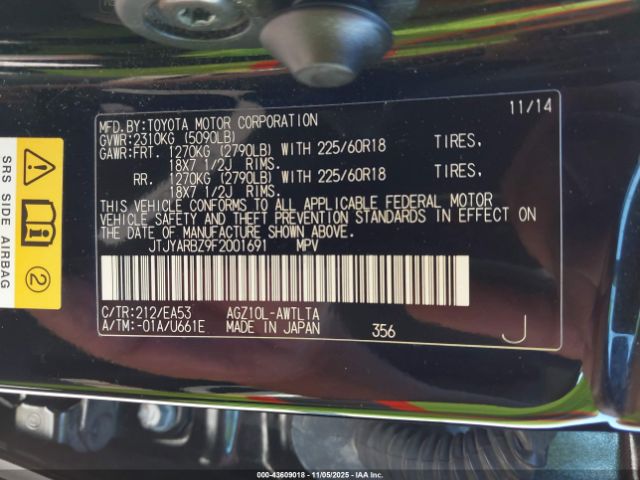 11/14
MFD.BY:TOYOTA MOTOR CORPORATION
GVWR:2310KG (5090LB)
GAWR:FRT. 1270KG (2790LB) WITH 225/60R18 TIRES,
18X7 1/2J RIMS.
RR. 1270KG (2790LB) WITH 225/60R18 TIRES,
18X7 1/2J RIMS.
THIS VEHICLE CONFORMS TO ALL APPLICABLE FEDERAL MOTOR
VEHICLE SAFETY AND THEFT PREVENTION STANDARDS IN EFFECT ON
THE DATE OF MANUFACTURE SHOWN ABOVE.
JTJYARBZ9F2001691 MPV
C/TR:212/EA53 AGZ10L-AWTLTA
A/TM:-01A/U661E MADE IN JAPAN 356 J
SRS SIDE AIRBAG
2
000-43609018 - 11/05/2025 - IAA Inc.